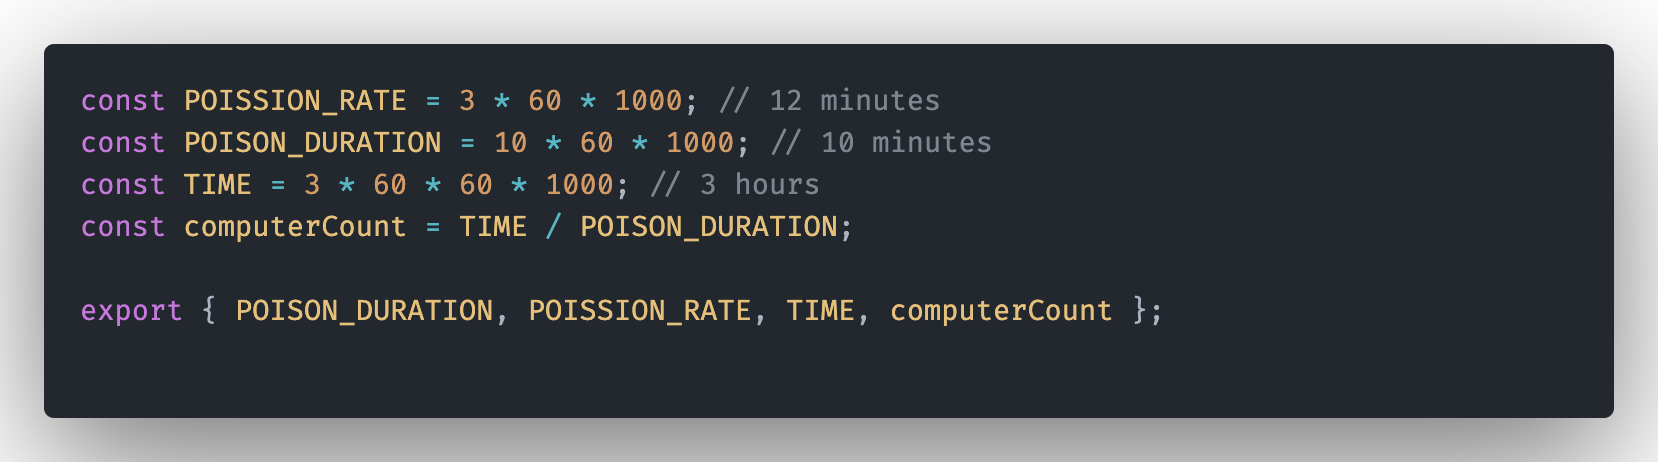 const POISSION_RATE = 3 * 60 * 1000; // 12 minutes
const POISON_DURATION = 10 * 60 * 1000; // 10 minutes
const TIME = 3 * 60 * 60 * 1000; // 3 hours
const computerCount = TIME / POISON_DURATION;
export { POISON_DURATION, POISSION_RATE, TIME, computerCount };